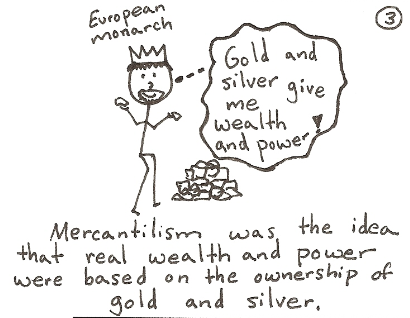 European
monarch
3
Gold and
silver give
me
wealth
and power!
Mercantilism was the idea
that real wealth and power
were based on the ownership of
gold and silver.